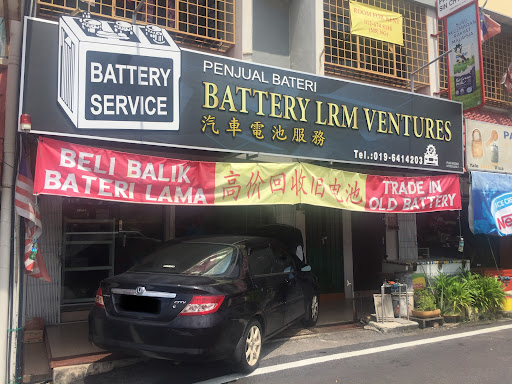 BATTERY
SERVICE
PENJUAL BATERI
BATTERY LRM VENTURES
汽車電池服務
Tel.:019-6414203
BELI BALIK
BATERI LAMA
高价回收旧电池
TRADE IN
OLD BATTERY